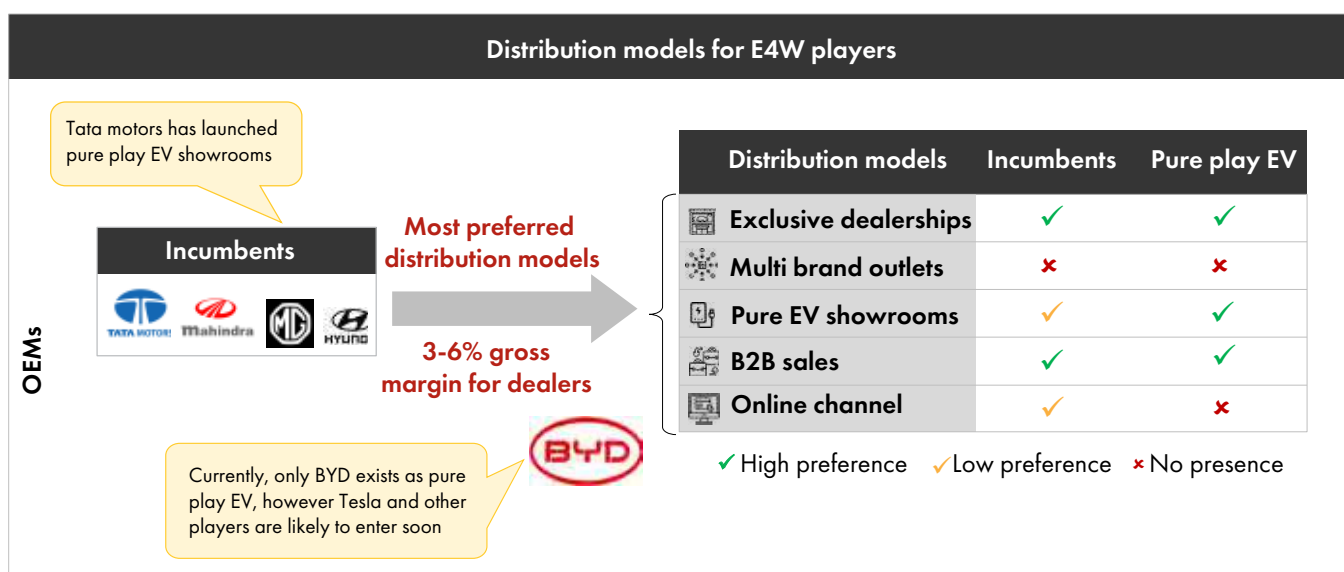 Distribution models for E4W players
Tata motors has launched
pure play EV showrooms
Incumbents
TATA MOTORS
Mahindra
MG
HYUND
OEMs
Most preferred
distribution models
3-6% gross
margin for dealers
BYD
Currently, only BYD exists as pure
play EV, however Tesla and other
players are likely to enter soon
Distribution models Incumbents Pure play EV
Exclusive dealerships ✓ ✓
Multi brand outlets ✗ ✗
Pure EV showrooms ✓ ✓
B2B sales ✓ ✓
Online channel ✓ ✗
✓ High preference ✓ Low preference ✗ No presence